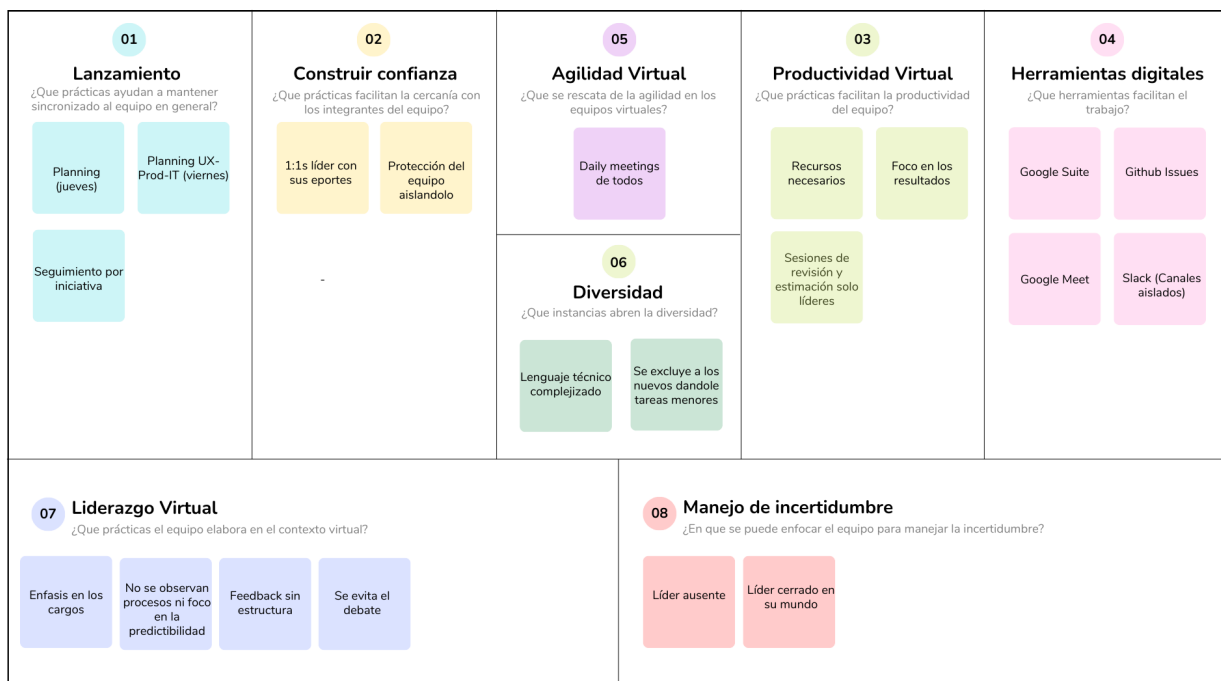 01
Lanzamiento
¿Que prácticas ayudan a mantener
sincronizado al equipo en general?
Planning
(jueves)
Planning UX-
Prod-IT (viernes)
Seguimiento por
iniciativa
02
Construir confianza
¿Que prácticas facilitan la cercanía con
los integrantes del equipo?
1:1s líder con
sus eportes
Protección del
equipo
aislandolo
-
05
Agilidad Virtual
¿Que se rescata de la agilidad en los
equipos virtuales?
Daily meetings
de todos
06
Diversidad
¿Que instancias abren la diversidad?
Lenguaje técnico
complejizado
Se excluye a los
nuevos dandole
tareas menores
03
Productividad Virtual
¿Que prácticas facilitan la productividad
del equipo?
Recursos
necesarios
Foco en los
resultados
Sesiones de
revisión y
estimación solo
líderes
04
Herramientas digitales
¿Que herramientas facilitan el
trabajo?
Google Suite
Github Issues
Google Meet
Slack (Canales
aislados)
07
Liderazgo Virtual
¿Que prácticas el equipo elabora en el contexto virtual?
Enfasis en los
cargos
No se observan
procesos ni foco
en la
predictibilidad
Feedback sin
estructura
Se evita el
debate
08
Manejo de incertidumbre
¿En que se puede enfocar el equipo para manejar la incertidumbre?
Líder ausente
Líder cerrado en
su mundo